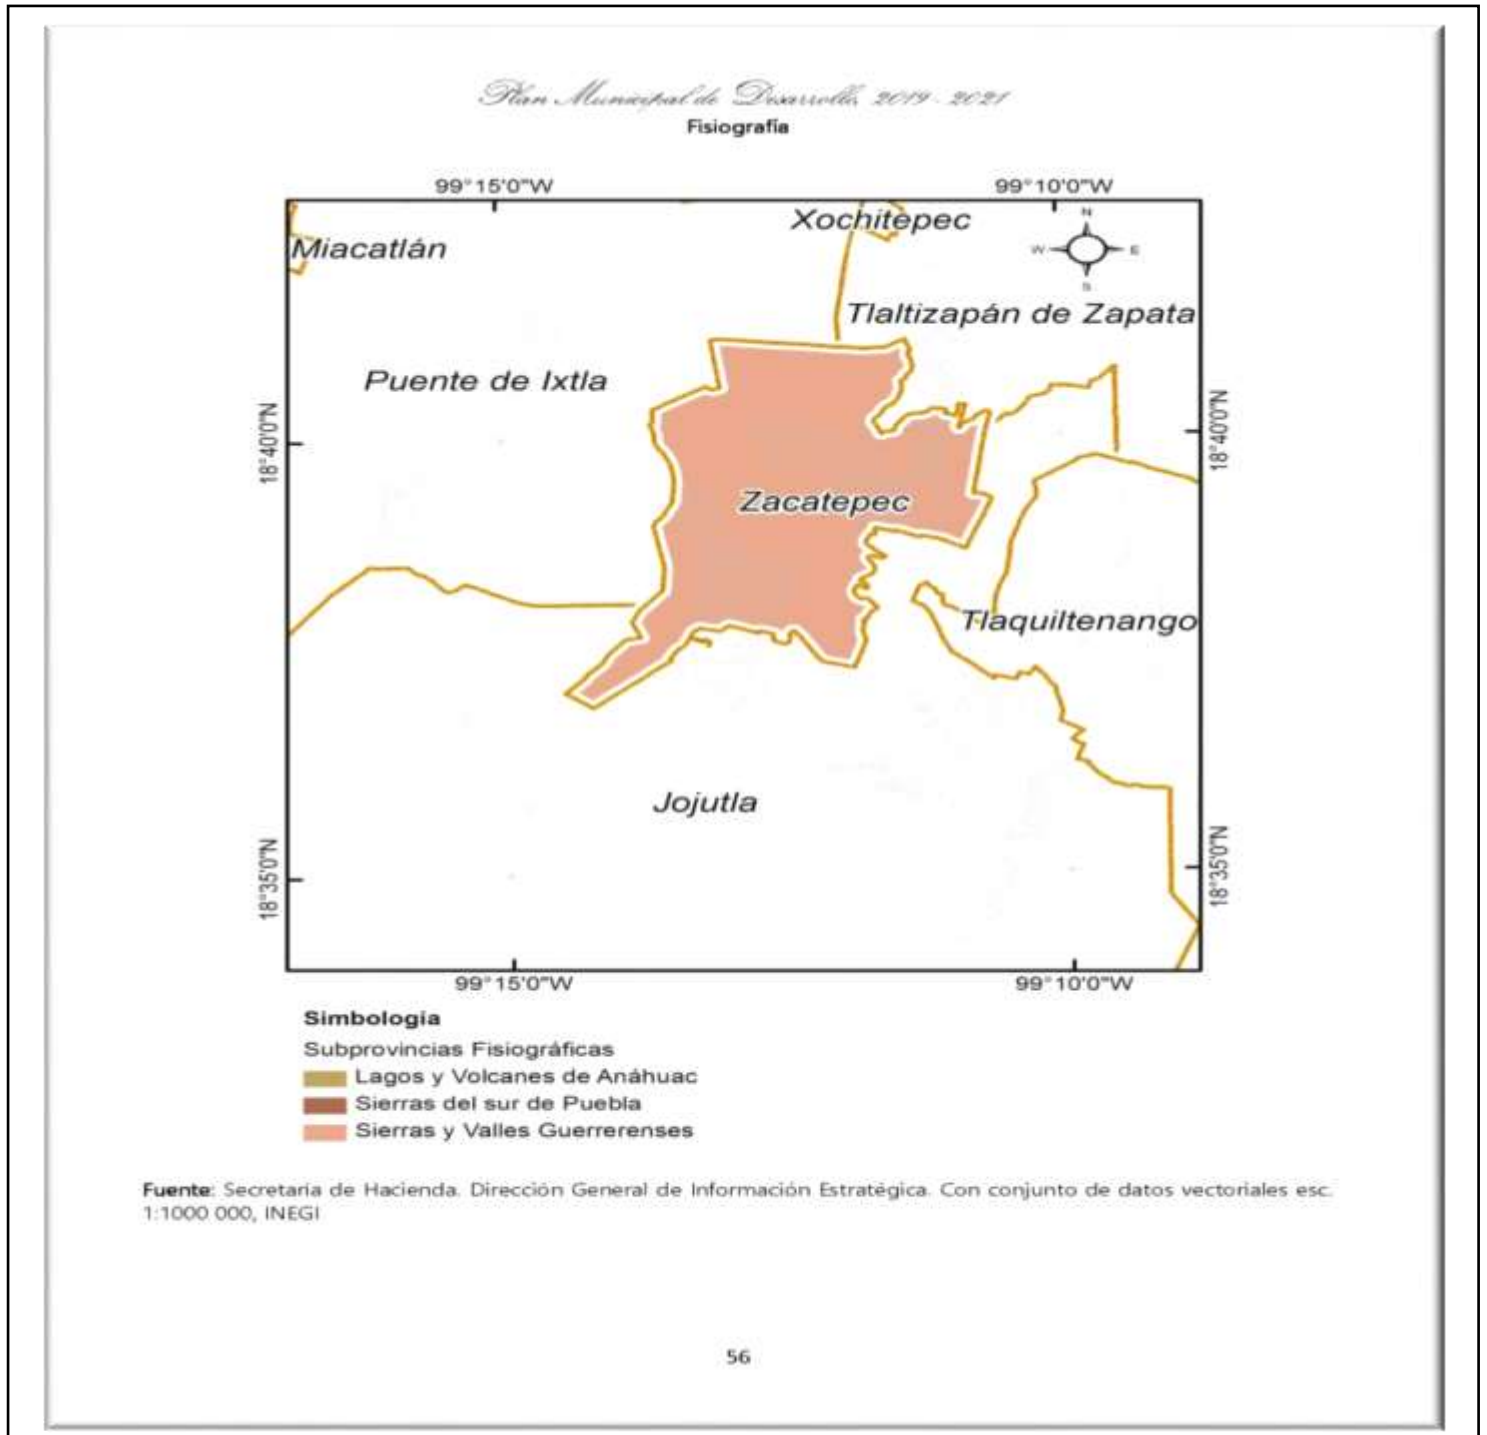 Plan Municipal de Desarrollo, 2019 - 2021
Fisiografía
99°15'0"W 99°10'0"W
Xochitepec
N
Miacatlán
W E
S
Tlaltizapán de Zapata
Puente de Ixtla
18°40'0"N 18°40'0"N
Zacatepec
Tlaquiltenango
Jojutla
18°35'0"N 18°35'0"N
99°15'0"W 99°10'0"W
Simbología
Subprovincias Fisiográficas
Lagos y Volcanes de Anáhuac
Sierras del sur de Puebla
Sierras y Valles Guerrerenses
Fuente: Secretaría de Hacienda. Dirección General de Información Estratégica. Con conjunto de datos vectoriales esc.
1:1000 000, INEGI
56